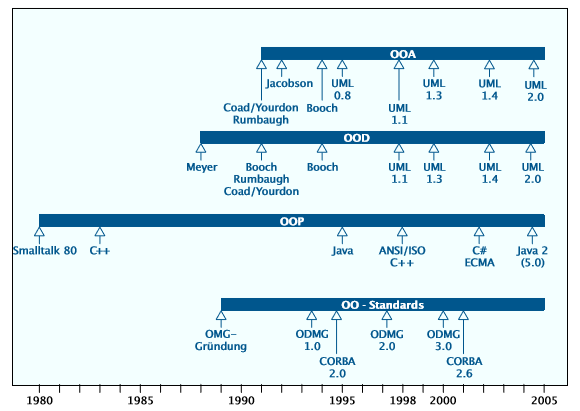 OOA
Jacobson
UML
0.8
UML
1.3
UML
1.4
UML
2.0
Coad/Yourdon
Rumbaugh
Booch
UML
1.1
OOD
Meyer
Booch
Rumbaugh
Coad/Yourdon
Booch
UML
1.1
UML
1.3
UML
1.4
UML
2.0
OOP
Smalltalk 80
C++
Java
ANSI/ISO
C++
C#
ECMA
Java 2
(5.0)
OO - Standards
OMG-
Gründung
ODMG
1.0
CORBA
2.0
ODMG
2.0
ODMG
3.0
CORBA
2.6
1980 1985 1990 1995 1998 2000 2005